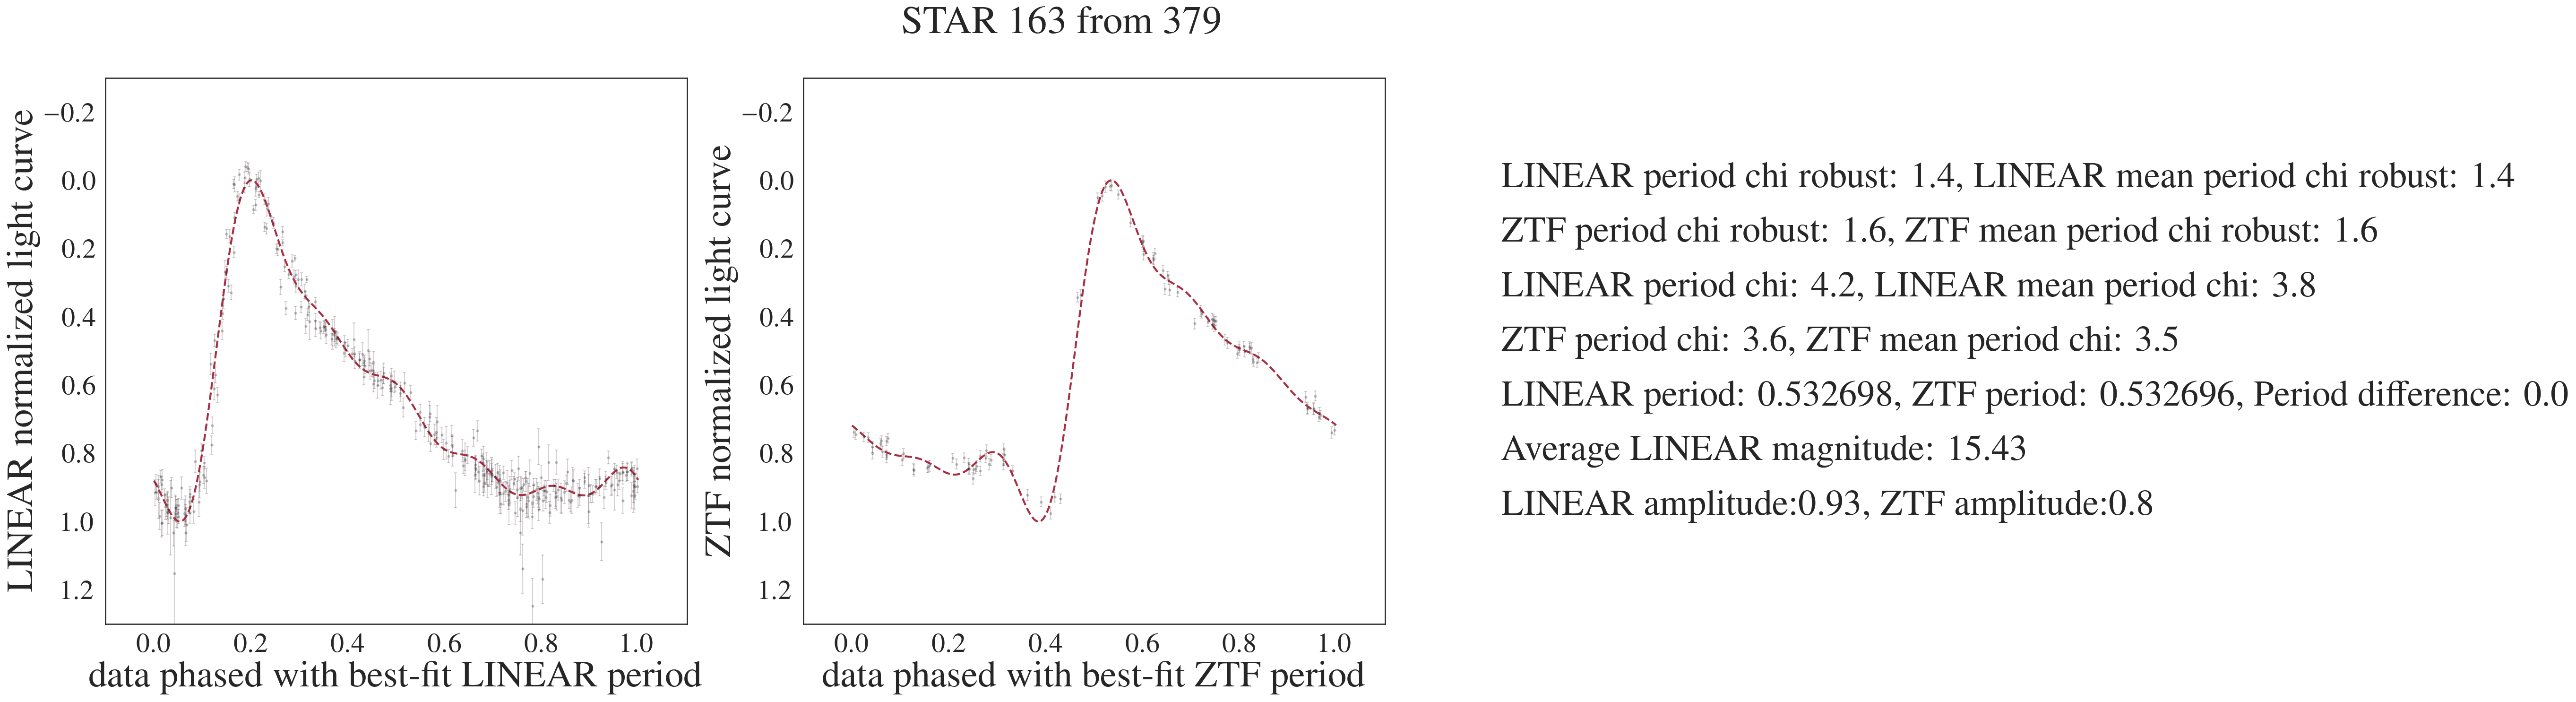 STAR 163 from 379
LINEAR normalized light curve
−0.2
0.0
0.2
0.4
0.6
0.8
1.0
1.2
0.0 0.2 0.4 0.6 0.8 1.0
data phased with best-fit LINEAR period
ZTF normalized light curve
−0.2
0.0
0.2
0.4
0.6
0.8
1.0
1.2
0.0 0.2 0.4 0.6 0.8 1.0
data phased with best-fit ZTF period
LINEAR period chi robust: 1.4, LINEAR mean period chi robust: 1.4
ZTF period chi robust: 1.6, ZTF mean period chi robust: 1.6
LINEAR period chi: 4.2, LINEAR mean period chi: 3.8
ZTF period chi: 3.6, ZTF mean period chi: 3.5
LINEAR period: 0.532698, ZTF period: 0.532696, Period difference: 0.0
Average LINEAR magnitude: 15.43
LINEAR amplitude:0.93, ZTF amplitude:0.8